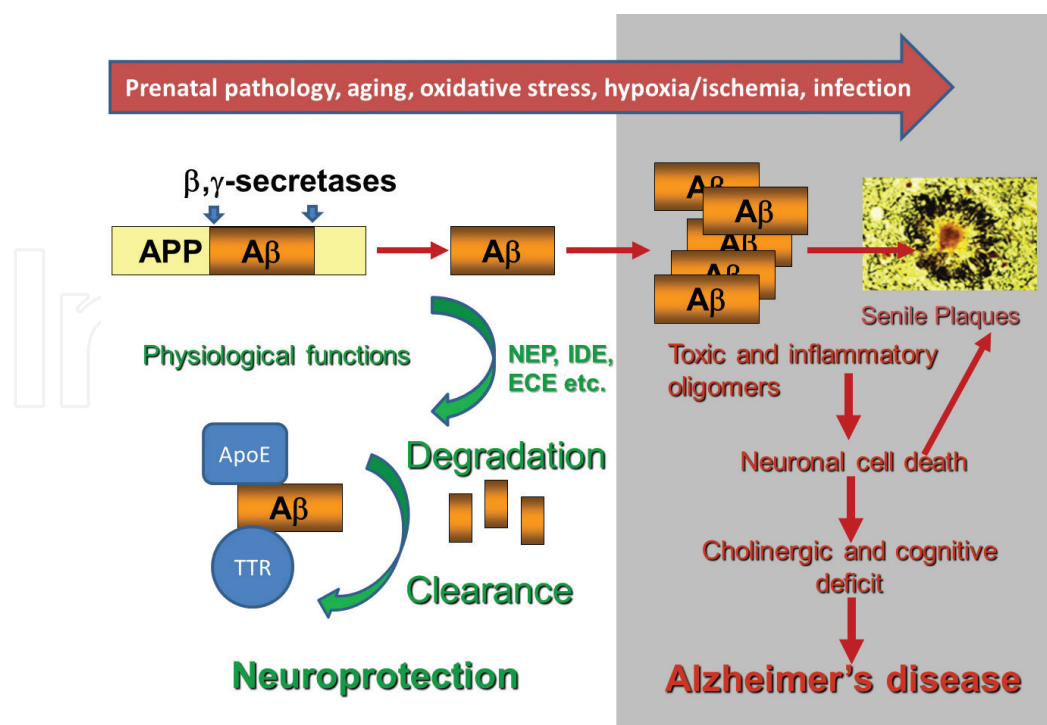 Prenatal pathology, aging, oxidative stress, hypoxia/ischemia, infection
β,γ-secretases
APP
Aβ
Aβ
Aβ
Aβ
Aβ
Aβ
Aβ
Senile Plaques
Physiological functions
NEP, IDE,
ECE etc.
Toxic and inflammatory
oligomers
Degradation
ApoE
Aβ
TTR
Clearance
Neuronal cell death
Cholinergic and cognitive
deficit
Neuroprotection
Alzheimer's disease